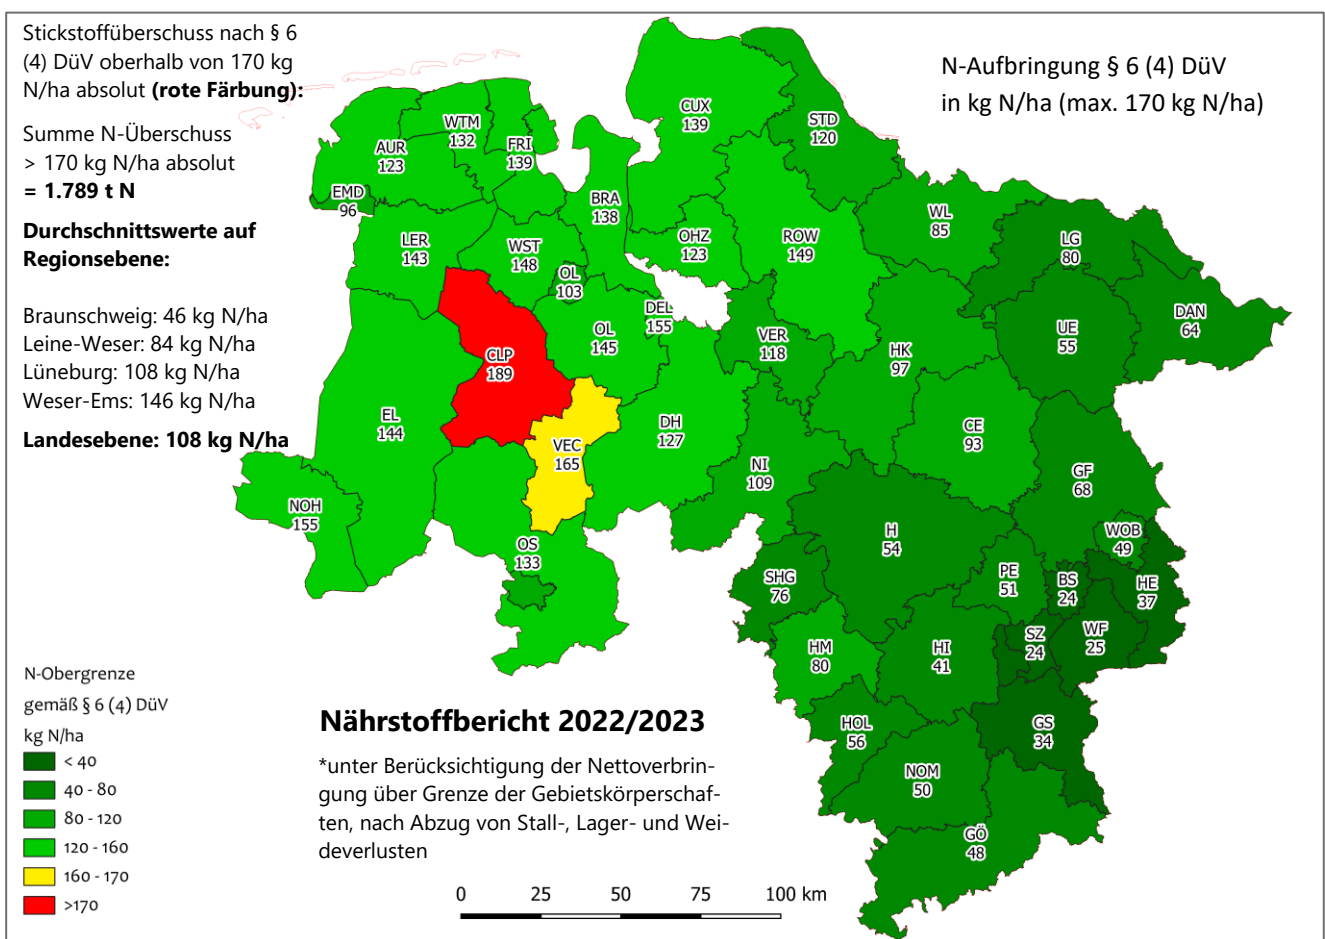 Stickstoffüberschuss nach § 6
(4) DüV oberhalb von 170 kg
N/ha absolut (rote Färbung):
Summe N-Überschuss
> 170 kg N/ha absolut
= 1.789 t N
Durchschnittswerte auf
Regionsebene:
Braunschweig: 46 kg N/ha
Leine-Weser: 84 kg N/ha
Lüneburg: 108 kg N/ha
Weser-Ems: 146 kg N/ha
Landesebene: 108 kg N/ha
N-Aufbringung § 6 (4) DüV
in kg N/ha (max. 170 kg N/ha)
CUX
139
STD
120
WTM
132
FRI
139
AUR
123
EMD
96
BRA
138
LER
143
WST
148
OHZ
123
ROW
149
WL
85
LG
80
OL
103
DEL
155
OL
145
VER
118
HK
97
UE
55
DAN
64
CLP
189
EL
144
VEC
165
DH
127
CE
93
NI
109
GF
68
NOH
155
OS
133
H
54
WOB
49
SHG
76
PE
51
BS
24
HE
37
HM
80
HI
41
SZ
24
WF
25
HOL
56
GS
34
NOM
50
GÖ
48
N-Obergrenze
gemäß § 6 (4) DüV
kg N/ha
< 40
40 - 80
80 - 120
120 - 160
160 - 170
>170
Nährstoffbericht 2022/2023
*unter Berücksichtigung der Nettoverbrin-
gung über Grenze der Gebietskörperschaf-
ten, nach Abzug von Stall-, Lager- und Wei-
deverlusten
0 25 50 75 100 km